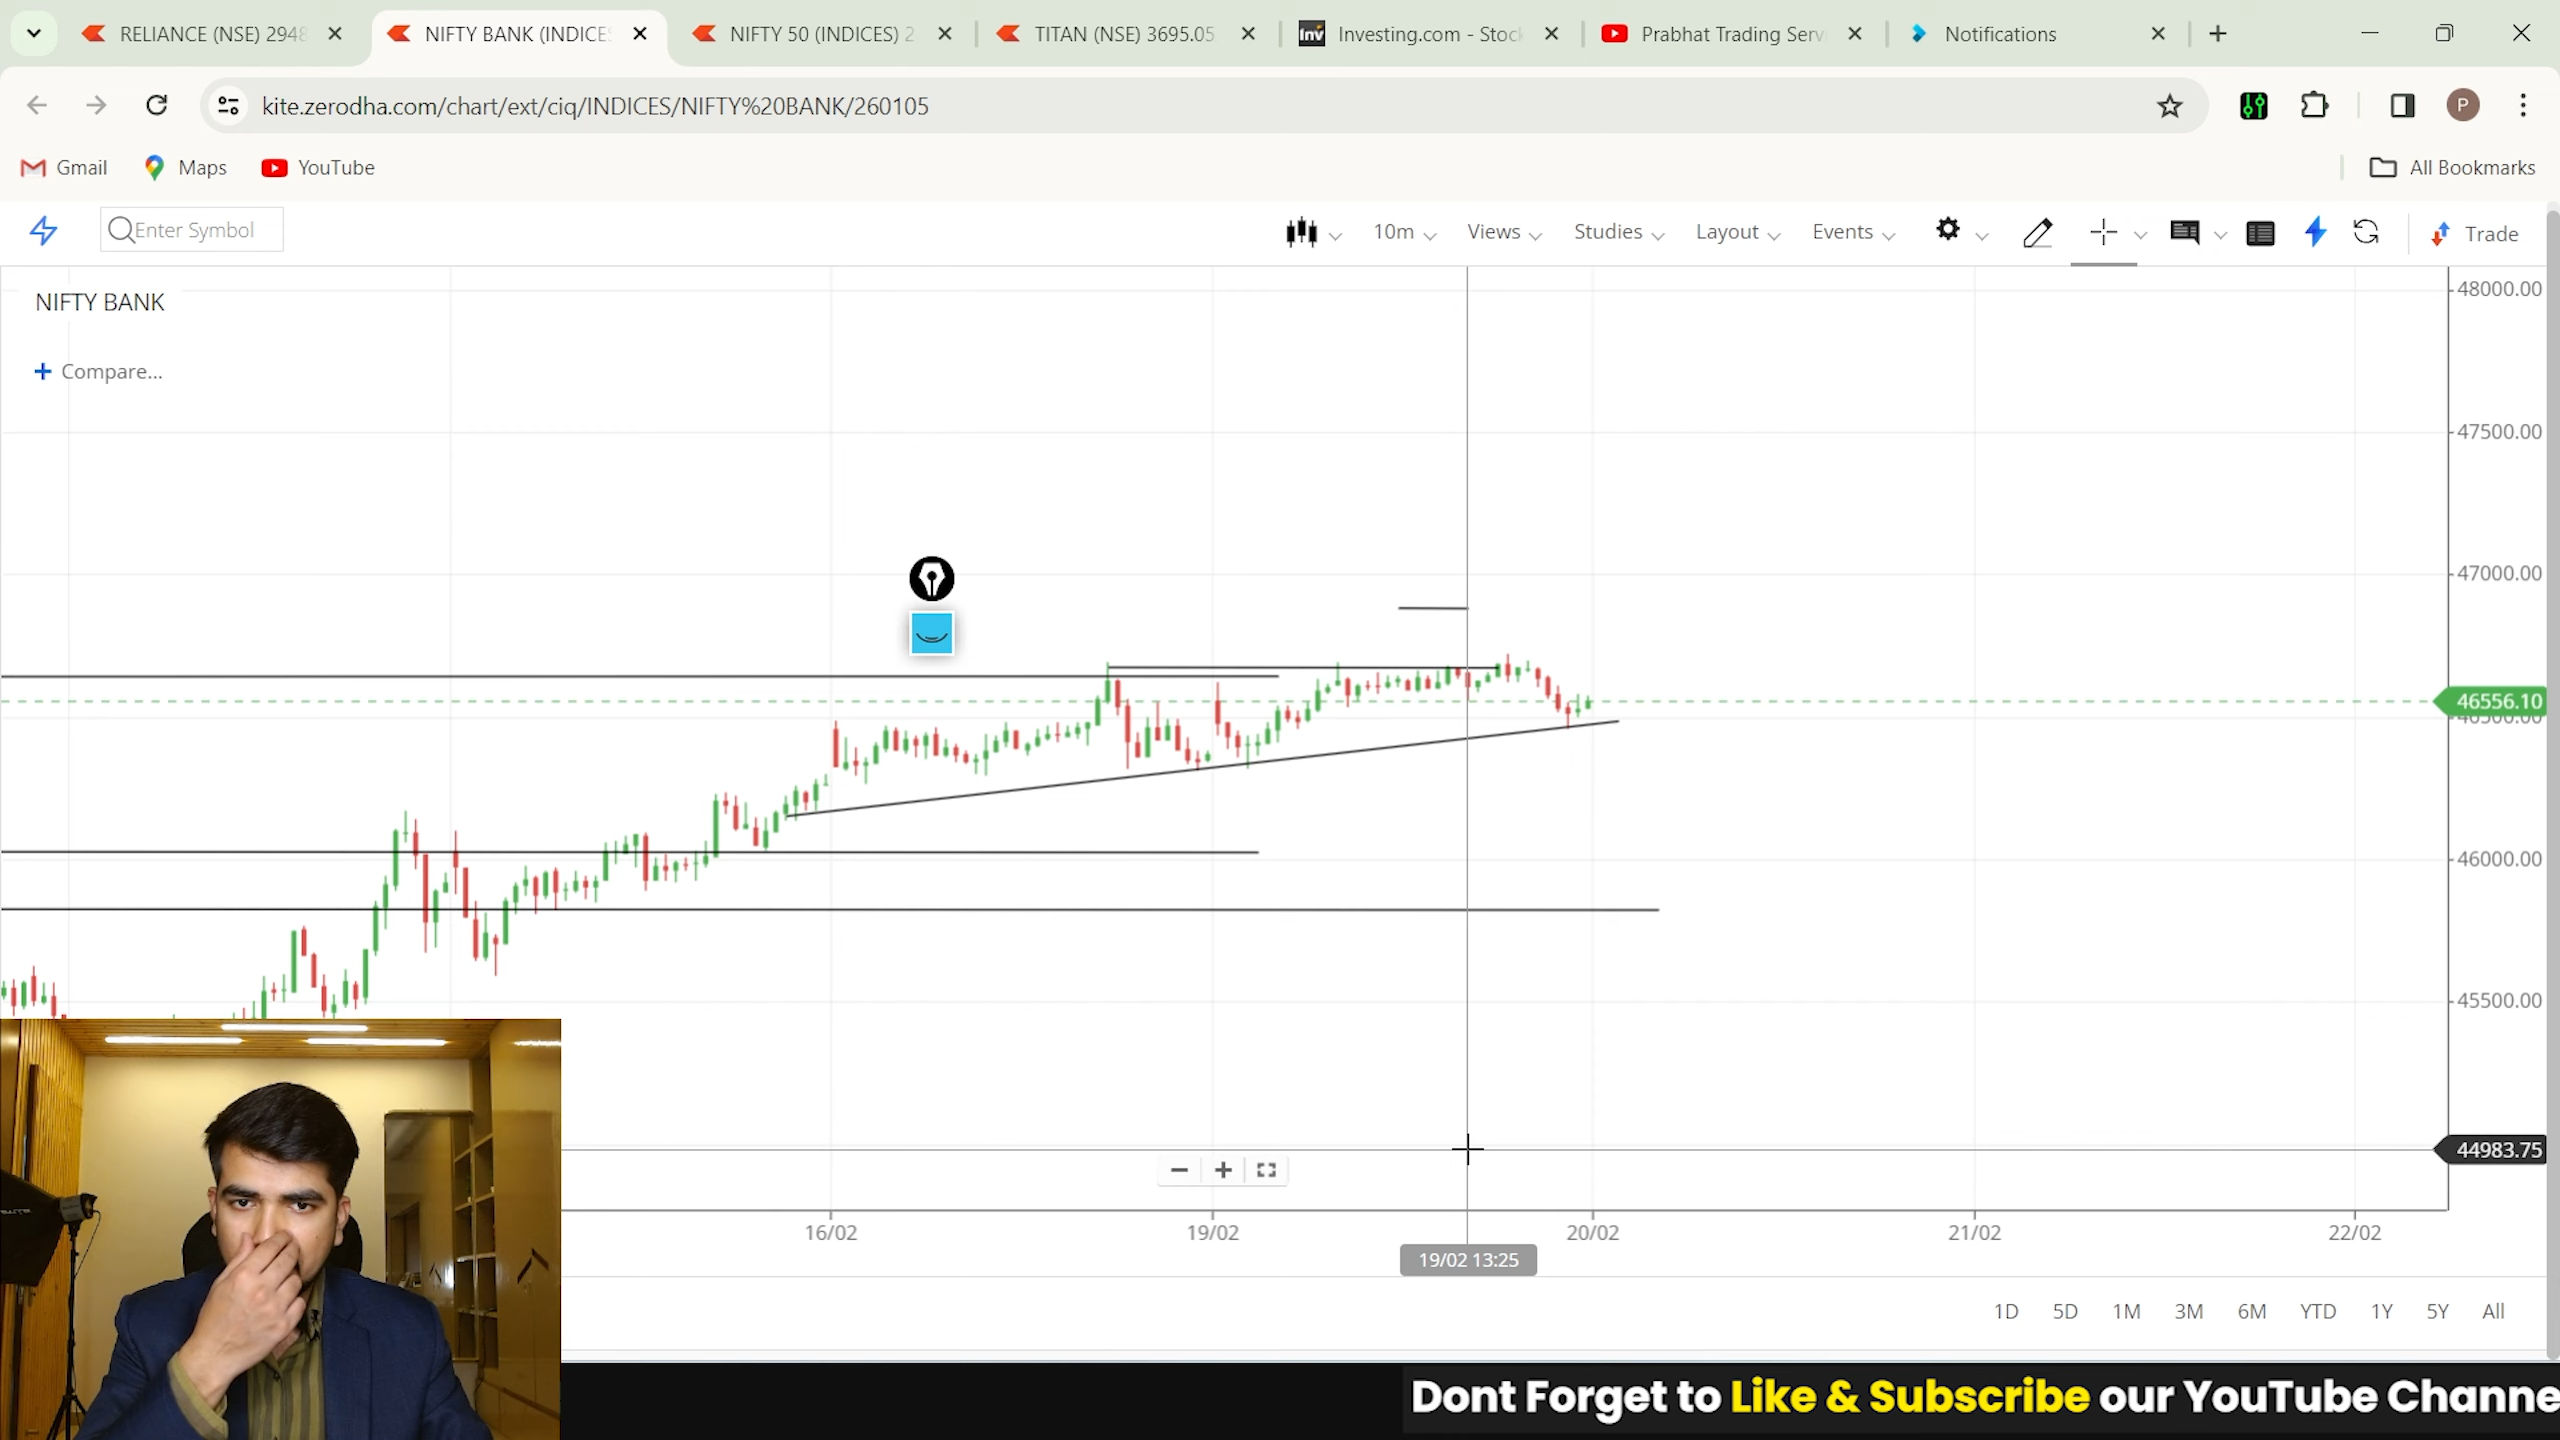 RELIANCE (NSE) 2948
NIFTY BANK (INDICES
NIFTY 50 (INDICES) 2
TITAN (NSE) 3695.05
Investing.com - Stoc
Prabhat Trading Serv
Notifications
kite.zerodha.com/chart/ext/ciq/INDICES/NIFTY%20BANK/260105
P
Gmail
Maps
YouTube
All Bookmarks
Enter Symbol
10m
Views
Studies
Layout
Events
Trade
NIFTY BANK
+ Compare...
48000.00
47500.00
47000.00
46556.10
46500.00
46000.00
45500.00
44983.75
16/02
19/02
20/02
21/02
22/02
19/02 13:25
1D 5D 1M 3M 6M YTD 1Y 5Y All
Dont Forget to Like & Subscribe our YouTube Channe